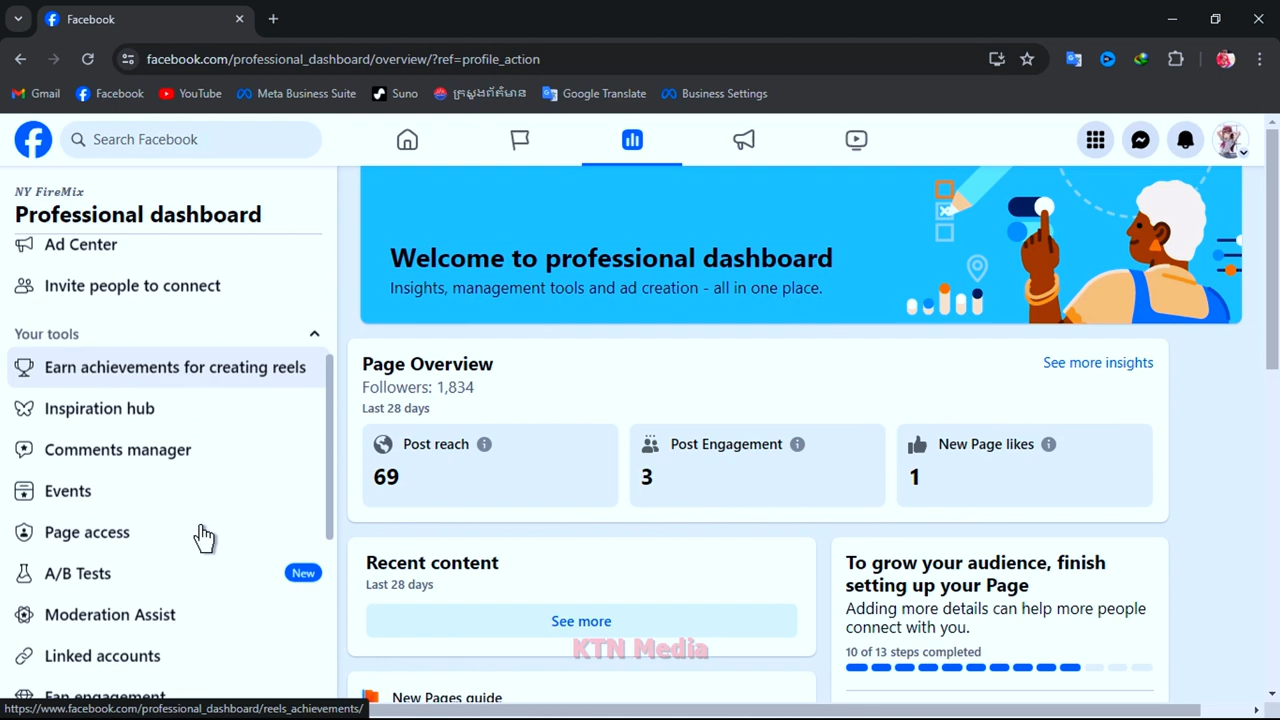 Facebook
facebook.com/professional_dashboard/overview/?ref=profile_action
Gmail
Facebook
YouTube
Meta Business Suite
Suno
ក្រសួងព័ត៌មាន
Google Translate
Business Settings
Search Facebook
NY FireMix
Professional dashboard
Ad Center
Invite people to connect
Your tools
Earn achievements for creating reels
Inspiration hub
Comments manager
Events
Page access
A/B Tests
New
Moderation Assist
Linked accounts
Fan engagement
https://www.facebook.com/professional_dashboard/reels_achievements/
Welcome to professional dashboard
Insights, management tools and ad creation - all in one place.
Page Overview
See more insights
Followers: 1,834
Last 28 days
Post reach
69
Post Engagement
3
New Page likes
1
Recent content
Last 28 days
See more
KTN Media
New Pages guide
To grow your audience, finish
setting up your Page
Adding more details can help more people
connect with you.
10 of 13 steps completed